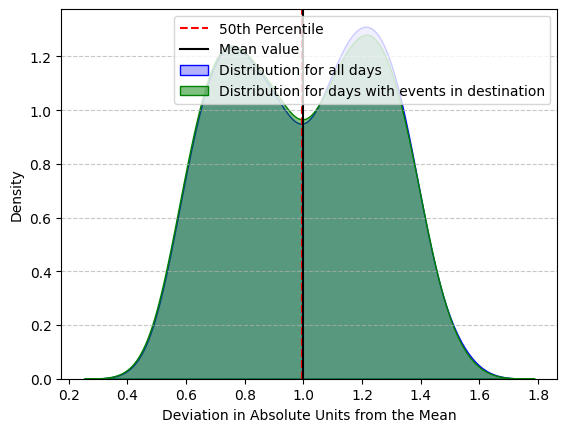 50th Percentile
Mean value
Distribution for all days
Distribution for days with events in destination
Density
1.2
1.0
0.8
0.6
0.4
0.2
0.0
0.2 0.4 0.6 0.8 1.0 1.2 1.4 1.6 1.8
Deviation in Absolute Units from the Mean